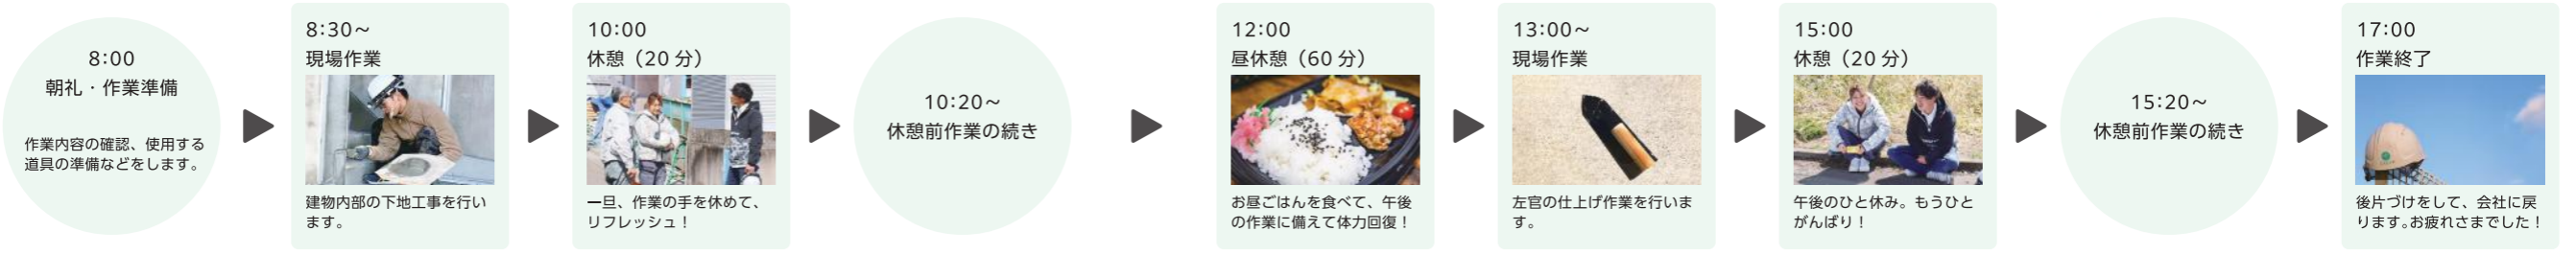 8:00
朝礼・作業準備
作業内容の確認、使用する
道具の準備などをします。
8:30～
現場作業
建物内部の下地工事を行い
ます。
10:00
休憩（20 分）
一旦、作業の手を休めて、
リフレッシュ！
10:20～
休憩前作業の続き
12:00
昼休憩（60 分）
お昼ごはんを食べて、午後
の作業に備えて体力回復！
13:00～
現場作業
左官の仕上げ作業を行いま
す。
15:00
休憩（20 分）
午後のひと休み。もうひと
がんばり！
15:20～
休憩前作業の続き
17:00
作業終了
後片づけをして、会社に戻
ります。お疲れさまでした！